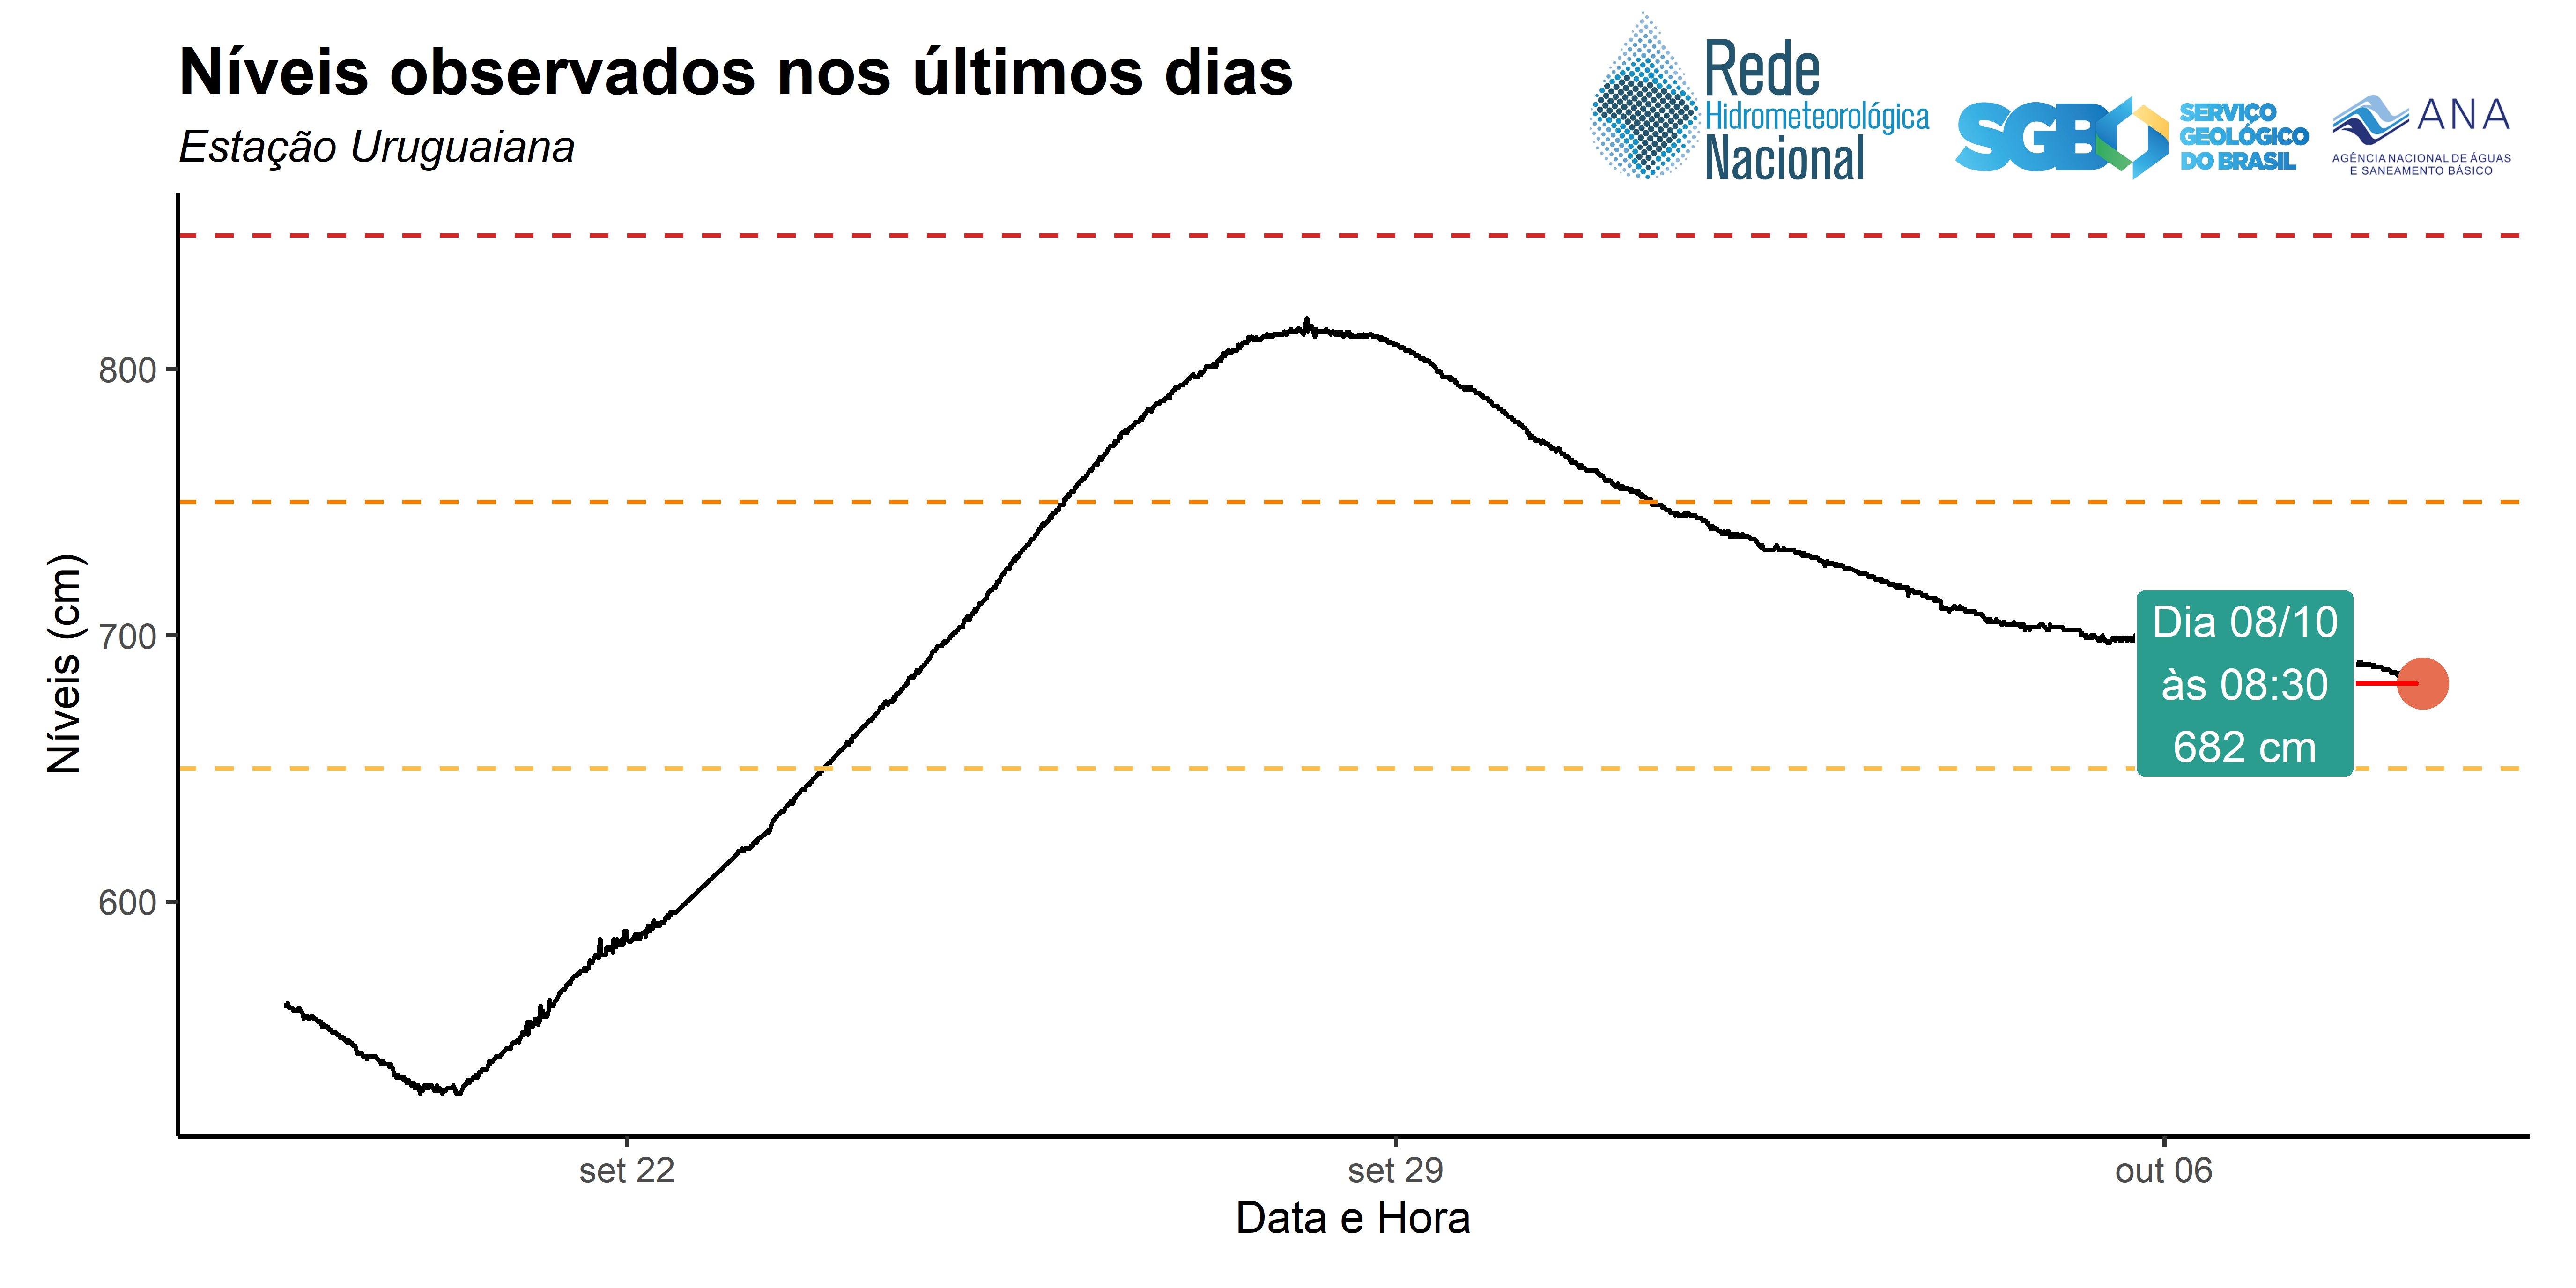 Níveis observados nos últimos dias
Estação Uruguaiana
Rede
Hidrometeorológica
Nacional
SGB
SERVIÇO
GEOLÓGICO
DO BRASIL
ANA
AGÊNCIA NACIONAL DE ÁGUAS
E SANEAMENTO BÁSICO
Níveis (cm)
800
700
600
Dia 08/10
às 08:30
682 cm
set 22
set 29
out 06
Data e Hora